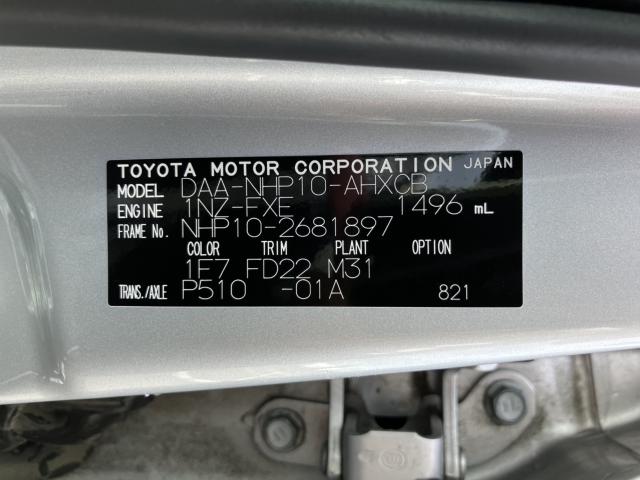 TOYOTA MOTOR CORPORATION JAPAN
MODEL DAA-NHP10-AHXCB
ENGINE 1NZ-FXE 1496 mL
FRAME No. NHP10-2681897
COLOR TRIM PLANT OPTION
1F7 FD22 M31
TRANS./AXLE P510 -01A 821